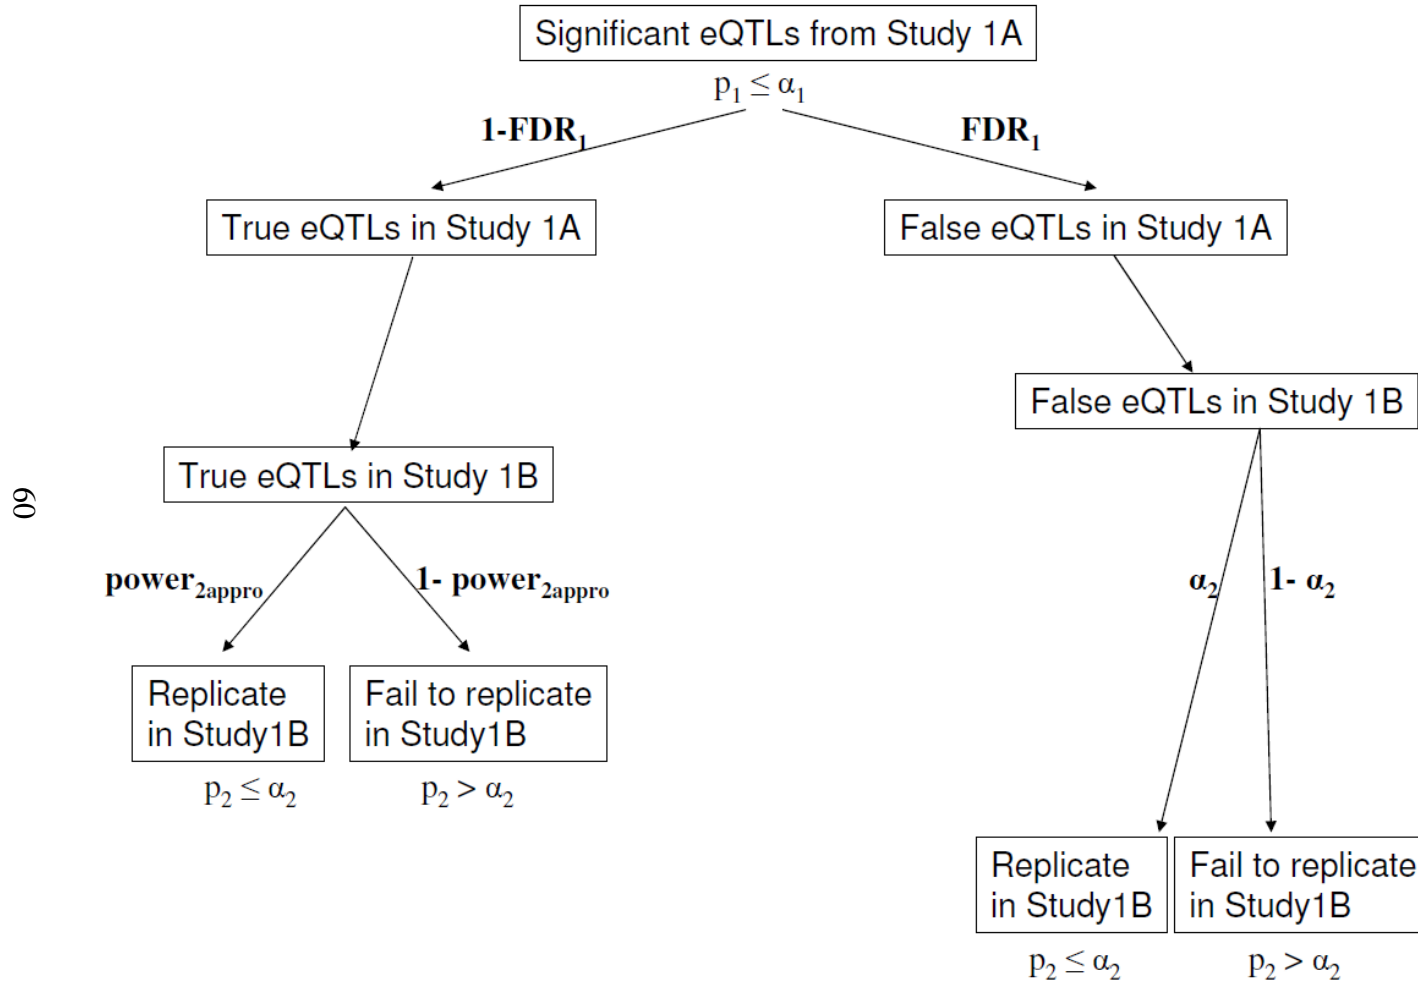 Significant eQTLs from Study 1A
p₁ ≤ α₁
1-FDR₁
FDR₁
True eQTLs in Study 1A
False eQTLs in Study 1A
False eQTLs in Study 1B
True eQTLs in Study 1B
60
power₂appro
1- power₂appro
α₂
1- α₂
Replicate
in Study1B
Fail to replicate
in Study1B
p₂ ≤ α₂
p₂ > α₂
Replicate
in Study1B
Fail to replicate
in Study1B
p₂ ≤ α₂
p₂ > α₂